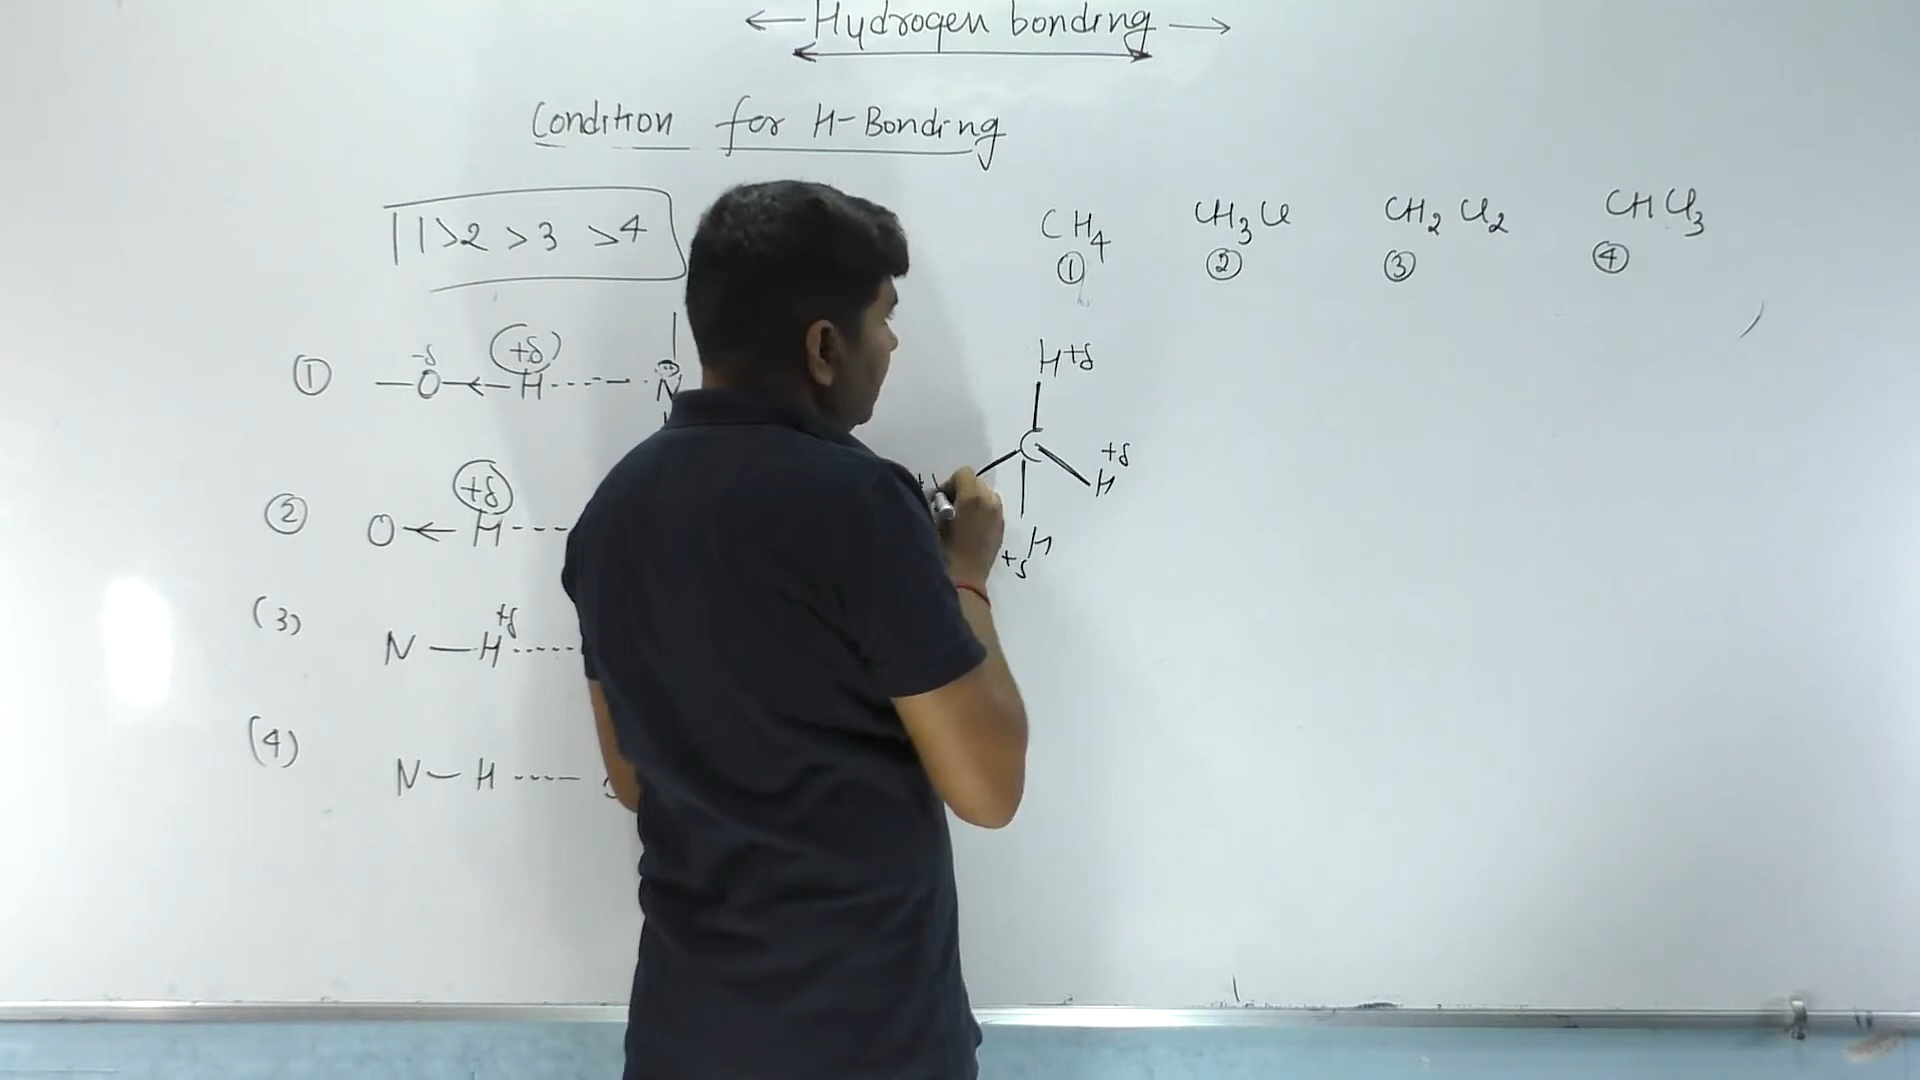 Hydrogen bonding
Condition for H-Bonding
1>2>3>4
CH4 CH3Cl CH2Cl2 CHCl3
① ② ③ ④
① -δ +δ
—O←H-----N
② +δ
O←H---
(3) +δ
N—H-----
(4)
N—H----
H+δ
C
+δ
H
H
+δ